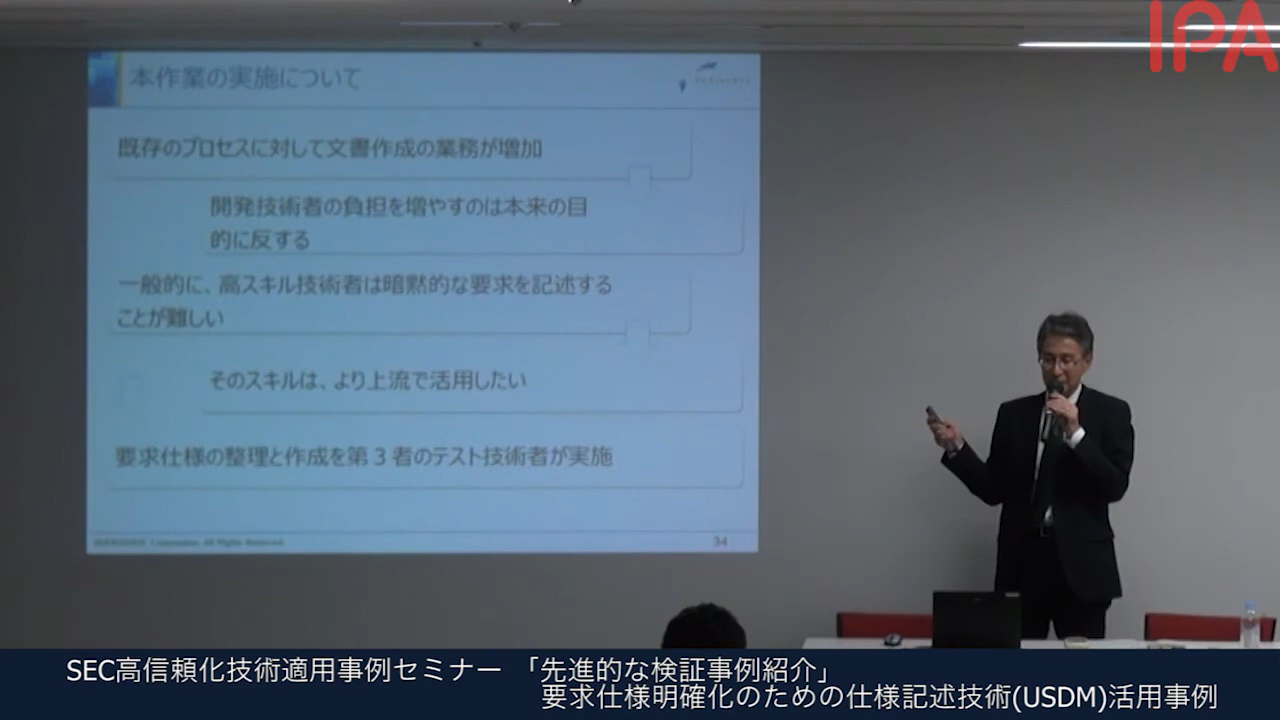 IPA
本作業の実施について
既存のプロセスに対して文書作成の業務が増加
開発技術者の負担を増やすのは本来の目
的に反する
一般的に、高スキル技術者は暗黙的な要求を記述する
ことが難しい
そのスキルは、より上流で活用したい
要求仕様の整理と作成を第3者のテスト技術者が実施
Corporation. All Rights Reserved.
34
SEC高信頼化技術適用事例セミナー 「先進的な検証事例紹介」
要求仕様明確化のための仕様記述技術(USDM)活用事例